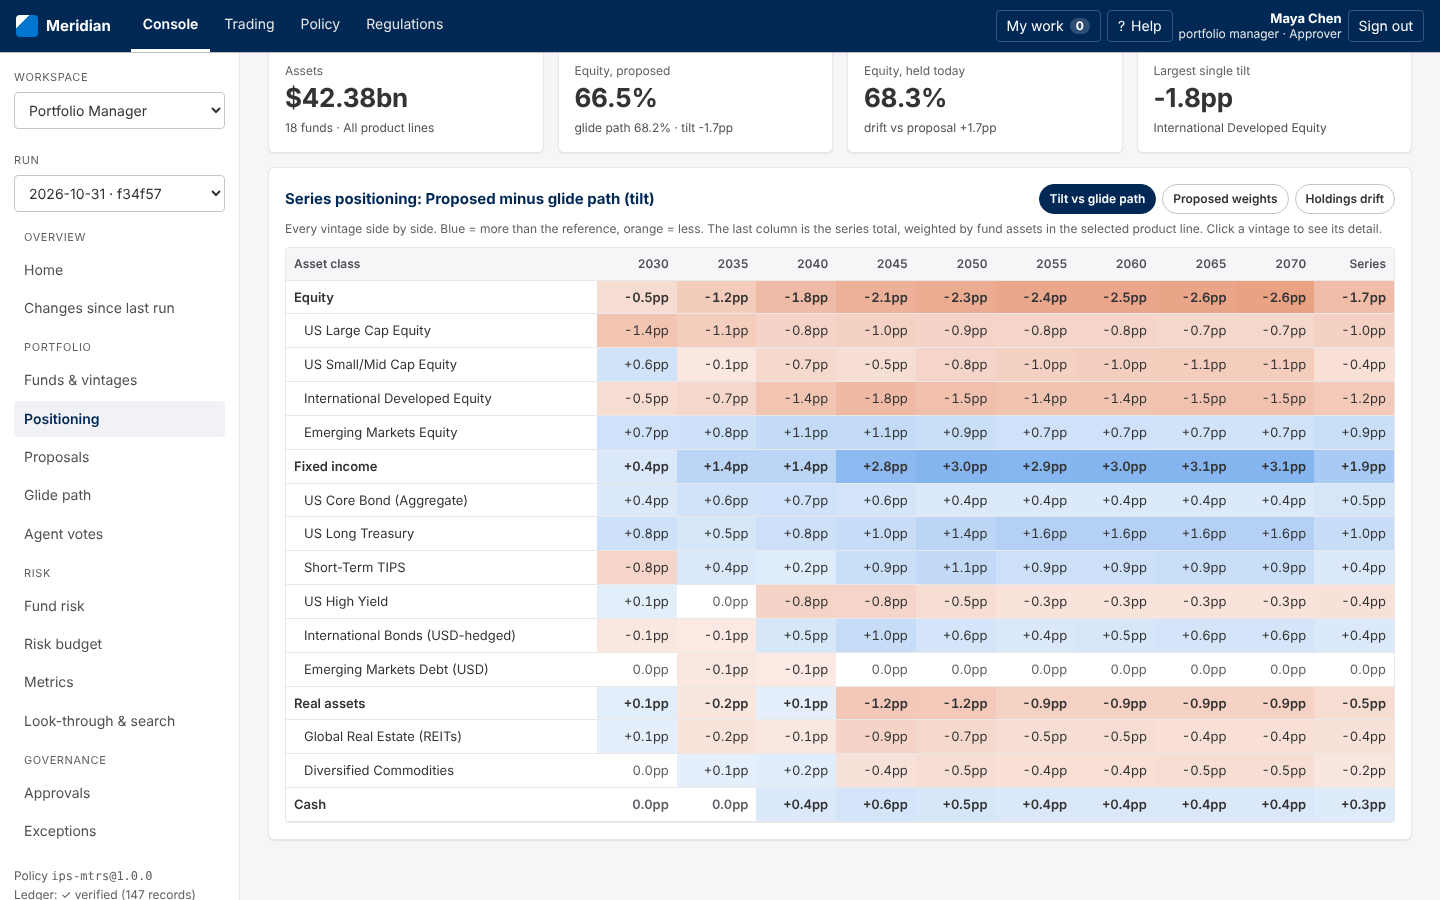 Meridian
Console Trading Policy Regulations
My work 0 ? Help Maya Chen Sign out
portfolio manager · Approver
WORKSPACE
Portfolio Manager
RUN
2026-10-31 · f34f57
OVERVIEW
Home
Changes since last run
PORTFOLIO
Funds & vintages
Positioning
Proposals
Glide path
Agent votes
RISK
Fund risk
Risk budget
Metrics
Look-through & search
GOVERNANCE
Approvals
Exceptions
Policy ips-mtrs@1.0.0
Ledger: ✓ verified (147 records)
Assets
$42.38bn
18 funds · All product lines
Equity, proposed
66.5%
glide path 68.2% · tilt -1.7pp
Equity, held today
68.3%
drift vs proposal +1.7pp
Largest single tilt
-1.8pp
International Developed Equity
Series positioning: Proposed minus glide path (tilt)
Tilt vs glide path Proposed weights Holdings drift
Every vintage side by side. Blue = more than the reference, orange = less. The last column is the series total, weighted by fund assets in the selected product line. Click a vintage to see its detail.
Asset class 2030 2035 2040 2045 2050 2055 2060 2065 2070 Series
Equity -0.5pp -1.2pp -1.8pp -2.1pp -2.3pp -2.4pp -2.5pp -2.6pp -2.6pp -1.7pp
US Large Cap Equity -1.4pp -1.1pp -0.8pp -1.0pp -0.9pp -0.8pp -0.8pp -0.7pp -0.7pp -1.0pp
US Small/Mid Cap Equity +0.6pp -0.1pp -0.7pp -0.5pp -0.8pp -1.0pp -1.0pp -1.1pp -1.1pp -0.4pp
International Developed Equity -0.5pp -0.7pp -1.4pp -1.8pp -1.5pp -1.4pp -1.4pp -1.5pp -1.5pp -1.2pp
Emerging Markets Equity +0.7pp +0.8pp +1.1pp +1.1pp +0.9pp +0.7pp +0.7pp +0.7pp +0.7pp +0.9pp
Fixed income +0.4pp +1.4pp +1.4pp +2.8pp +3.0pp +2.9pp +3.0pp +3.1pp +3.1pp +1.9pp
US Core Bond (Aggregate) +0.4pp +0.6pp +0.7pp +0.6pp +0.4pp +0.4pp +0.4pp +0.4pp +0.4pp +0.5pp
US Long Treasury +0.8pp +0.5pp +0.8pp +1.0pp +1.4pp +1.6pp +1.6pp +1.6pp +1.6pp +1.0pp
Short-Term TIPS -0.8pp +0.4pp +0.2pp +0.9pp +1.1pp +0.9pp +0.9pp +0.9pp +0.9pp +0.4pp
US High Yield +0.1pp 0.0pp -0.8pp -0.8pp -0.5pp -0.3pp -0.3pp -0.3pp -0.3pp -0.4pp
International Bonds (USD-hedged) -0.1pp -0.1pp +0.5pp +1.0pp +0.6pp +0.4pp +0.5pp +0.6pp +0.6pp +0.4pp
Emerging Markets Debt (USD) 0.0pp -0.1pp -0.1pp 0.0pp 0.0pp 0.0pp 0.0pp 0.0pp 0.0pp 0.0pp
Real assets +0.1pp -0.2pp +0.1pp -1.2pp -1.2pp -0.9pp -0.9pp -0.9pp -0.9pp -0.5pp
Global Real Estate (REITs) +0.1pp -0.2pp -0.1pp -0.9pp -0.7pp -0.5pp -0.5pp -0.4pp -0.4pp -0.4pp
Diversified Commodities 0.0pp +0.1pp +0.2pp -0.4pp -0.5pp -0.4pp -0.4pp -0.5pp -0.5pp -0.2pp
Cash 0.0pp 0.0pp +0.4pp +0.6pp +0.5pp +0.4pp +0.4pp +0.4pp +0.4pp +0.3pp